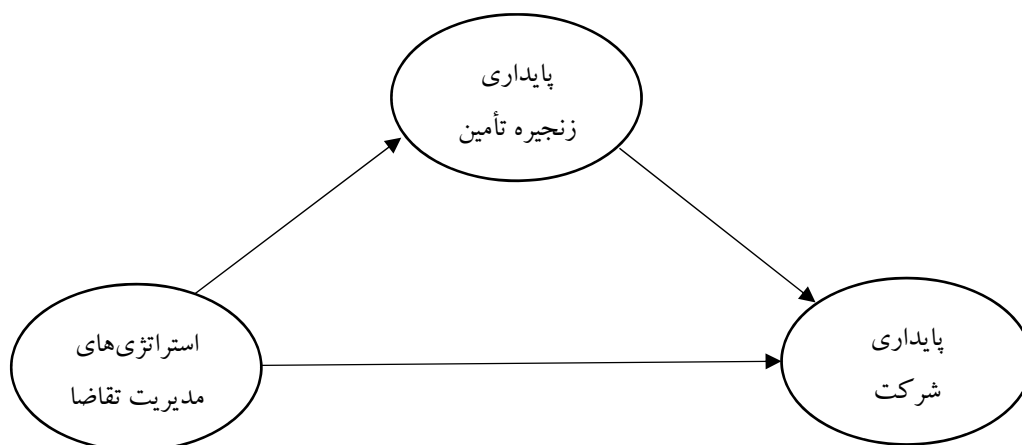 پایداری
زنجیره تأمین
استراتژی‌های
مدیریت تقاضا
پایداری
شرکت